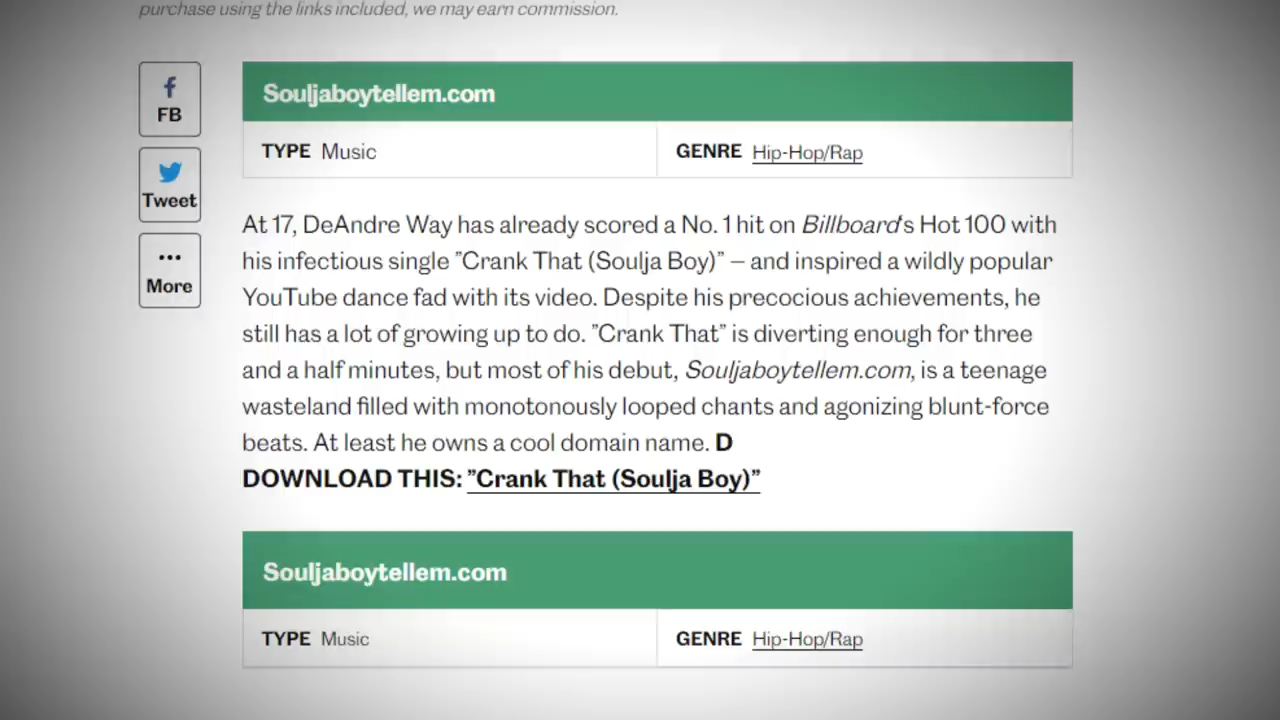 purchase using the links included, we may earn commission.
FB
Tweet
More
Souljaboytellem.com
TYPE Music GENRE Hip-Hop/Rap
At 17, DeAndre Way has already scored a No. 1 hit on Billboard's Hot 100 with
his infectious single ”Crank That (Soulja Boy)” – and inspired a wildly popular
YouTube dance fad with its video. Despite his precocious achievements, he
still has a lot of growing up to do. ”Crank That” is diverting enough for three
and a half minutes, but most of his debut, Souljaboytellem.com, is a teenage
wasteland filled with monotonously looped chants and agonizing blunt-force
beats. At least he owns a cool domain name. D
DOWNLOAD THIS: ”Crank That (Soulja Boy)”
Souljaboytellem.com
TYPE Music GENRE Hip-Hop/Rap